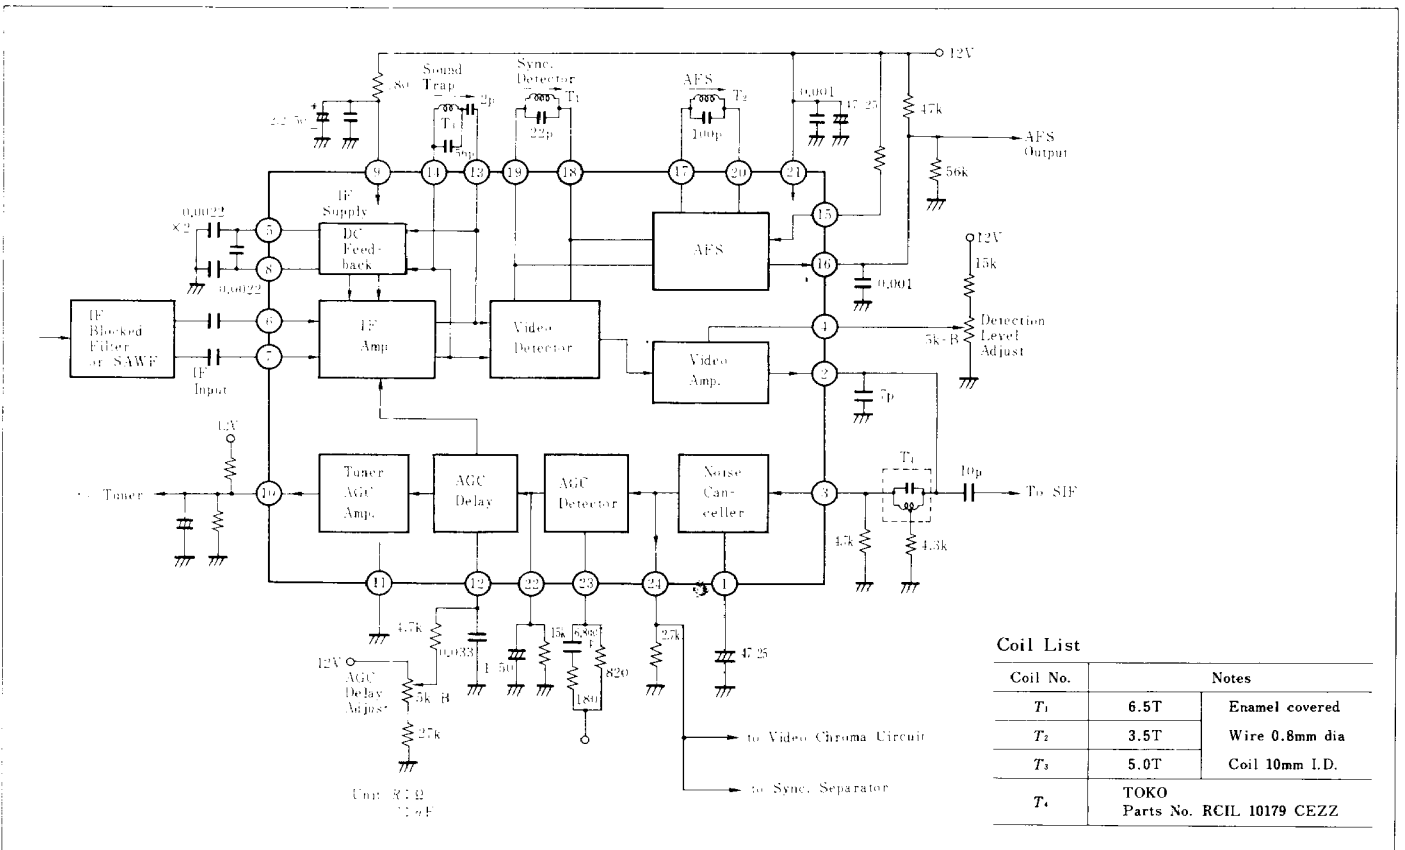 12V
Sound
Trap
2p
56p
Sync.
Detector
T1
22p
AFS
T2
100p
0.001
47-25
47k
AFS
Output
56k
9
14
13
19
18
17
20
21
15
16
0.001
IF
Supply
0.0022
×2
5
8
0.0022
DC
Feed-
back
AFS
12V
15k
Detection
Level
Adjust
5k-B
IF
Blocked
Filter
or SAWF
6
7
IF
Input
IF
Amp
Video
Detector
Video
Amp.
4
2
7p
12V
Tuner
10
Tuner
AGC
Amp.
AGC
Delay
AGC
Detector
Noise
Can-
celler
3
T4
10p
To SIF
4.7k
4.3k
11
12
22
23
24
1
4.7k
0.033
1-50
15k
820
180
2.7k
47-25
12V
AGC
Delay
Adjust
5k-B
27k
to Video Chroma Circuit
to Sync. Separator
Coil List
Coil No. Notes
T1 6.5T Enamel covered
T2 3.5T Wire 0.8mm dia
T3 5.0T Coil 10mm I.D.
T4 TOKO
Parts No. RCIL 10179 CEZZ